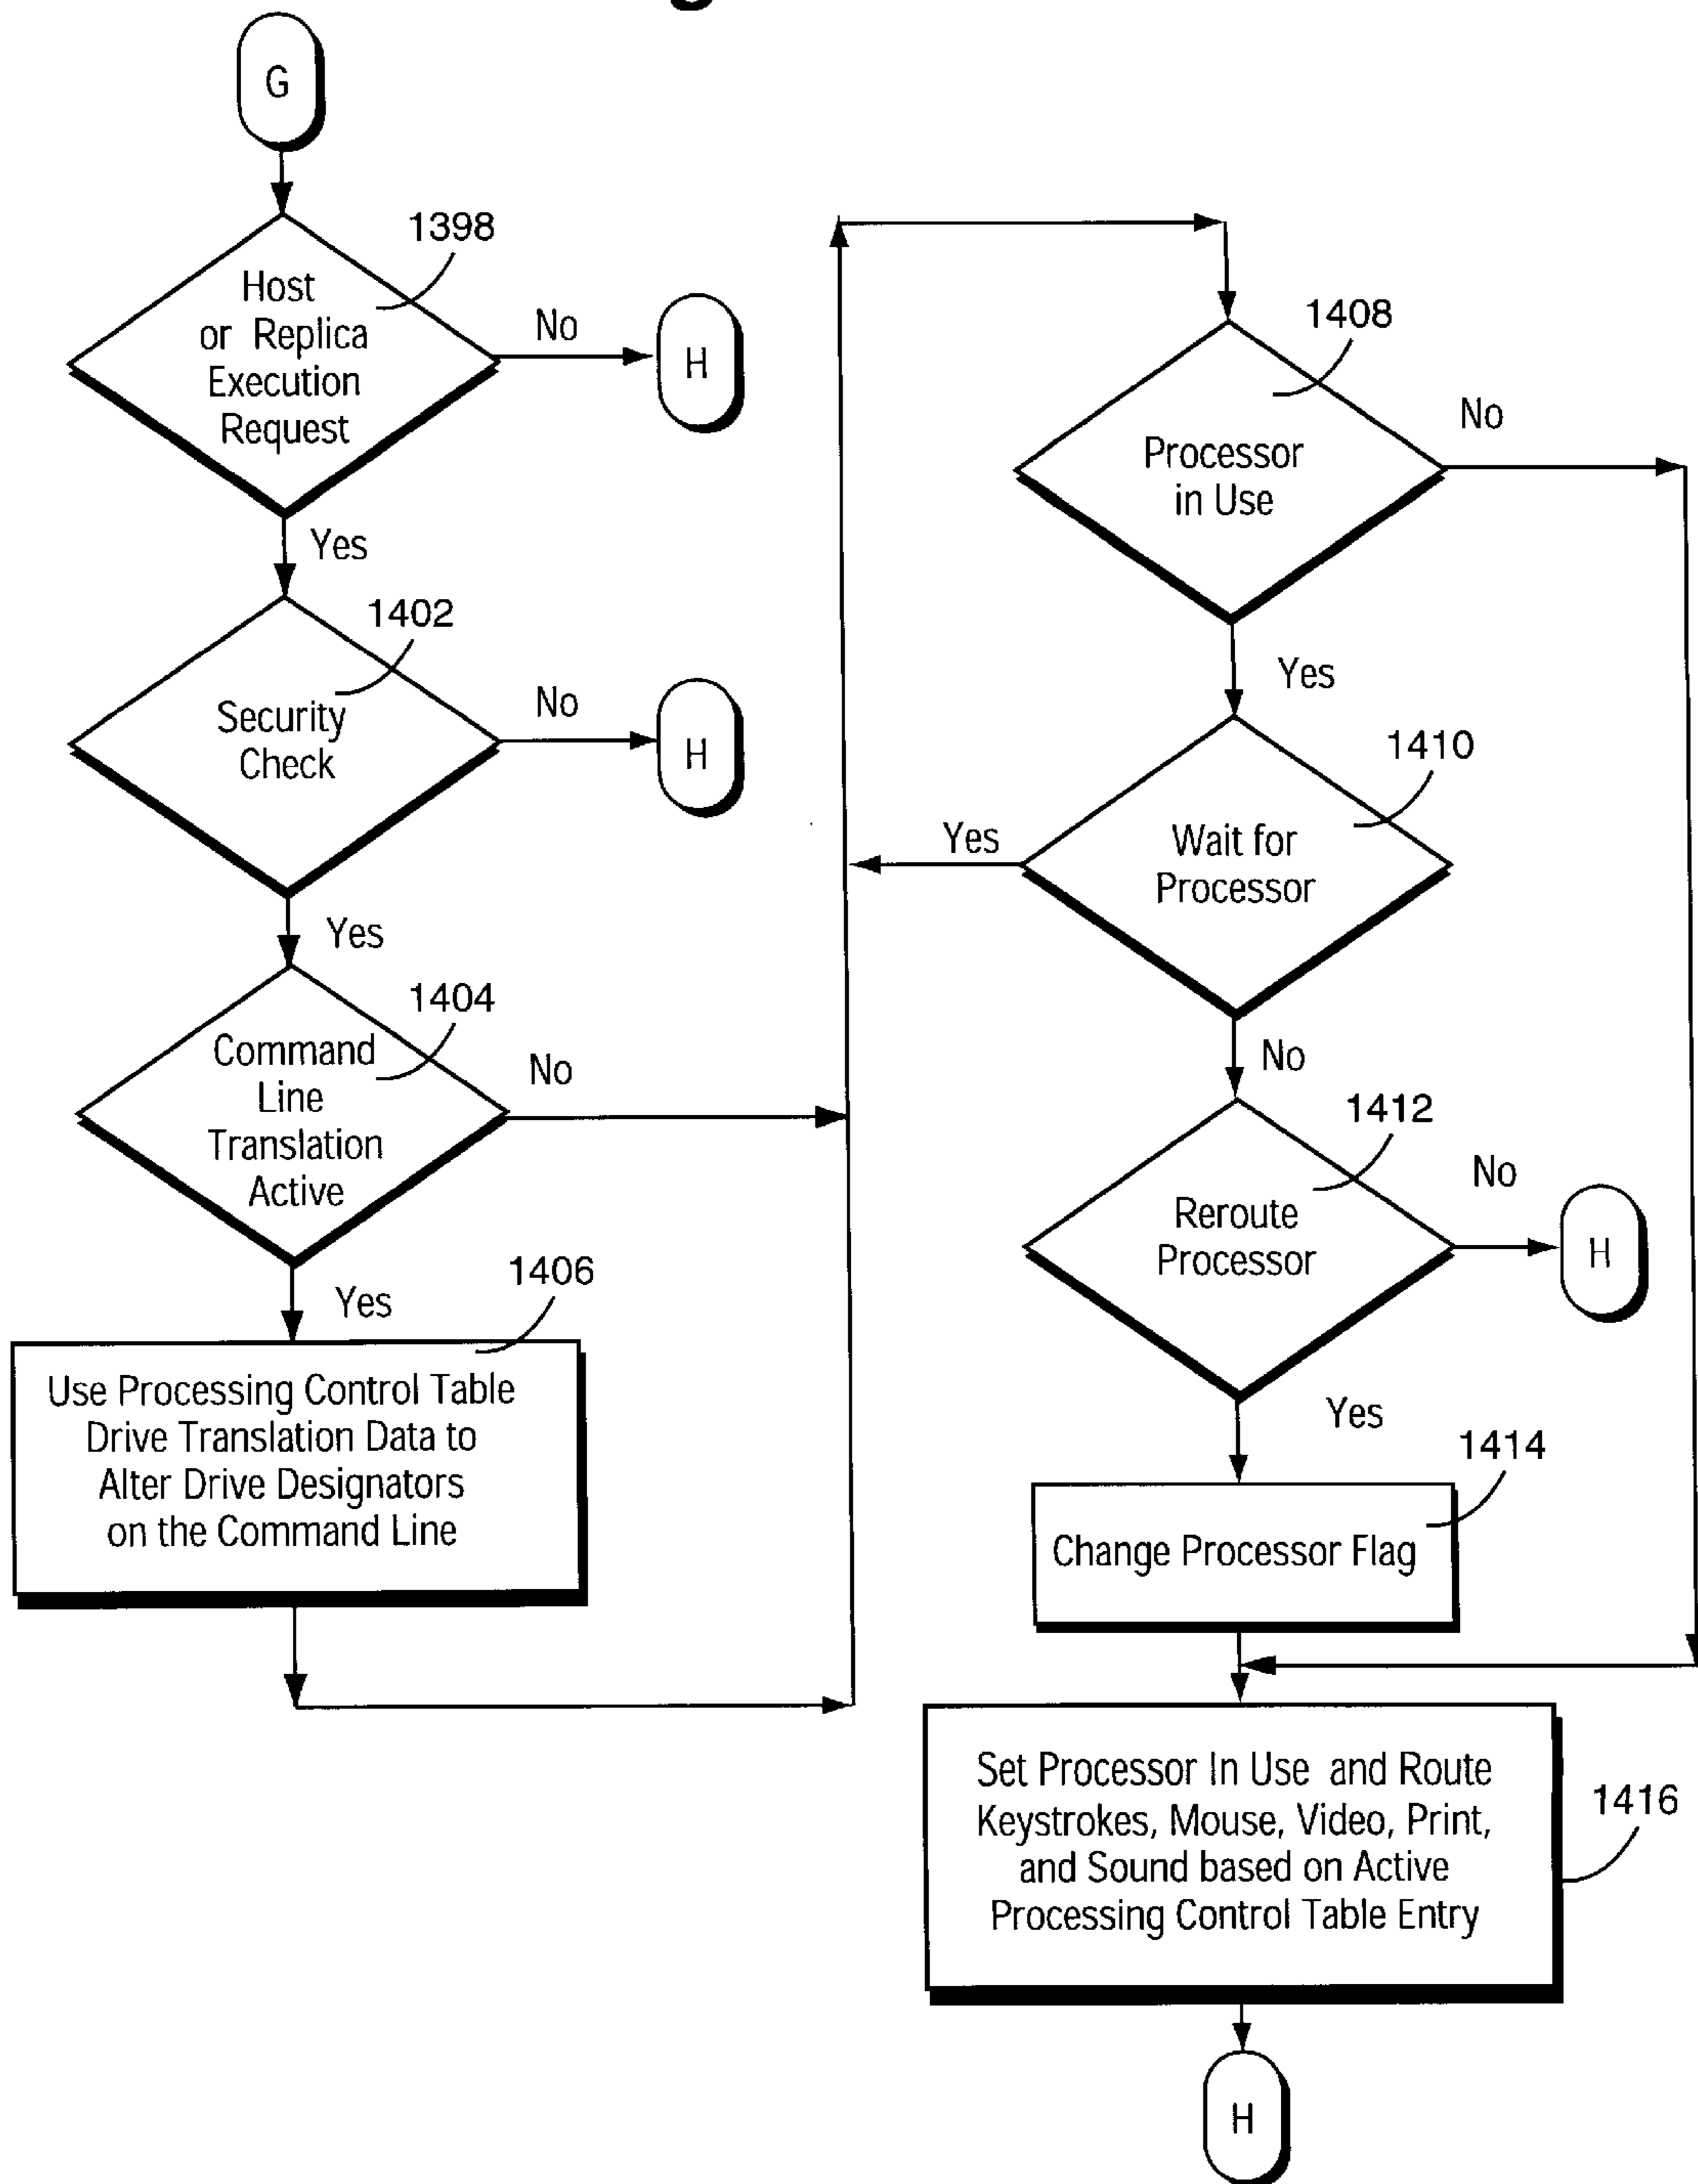 G
1398
Host
or Replica
Execution
Request
No
H
Yes
1402
Security
Check
No
H
Yes
1404
Command
Line
Translation
Active
No
Yes
1406
Use Processing Control Table
Drive Translation Data to
Alter Drive Designators
on the Command Line
1408
Processor
in Use
No
Yes
1410
Wait for
Processor
Yes
No
1412
Reroute
Processor
No
H
Yes
1414
Change Processor Flag
Set Processor In Use and Route
Keystrokes, Mouse, Video, Print,
and Sound based on Active
Processing Control Table Entry
1416
H